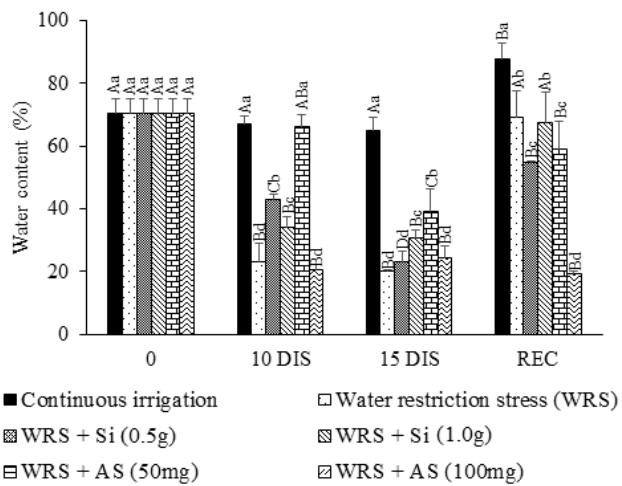 100
80
60
40
20
0
Water content (%)
Aa Aa Aa Aa Aa Aa
Aa Bd Cb Bc ABa Bd
Aa Bd Dd Bc Cb Bd
Ba Ab Bc Ab Bc Bd
0 10 DIS 15 DIS REC
Continuous irrigation Water restriction stress (WRS)
WRS + Si (0.5g) WRS + Si (1.0g)
WRS + AS (50mg) WRS + AS (100mg)